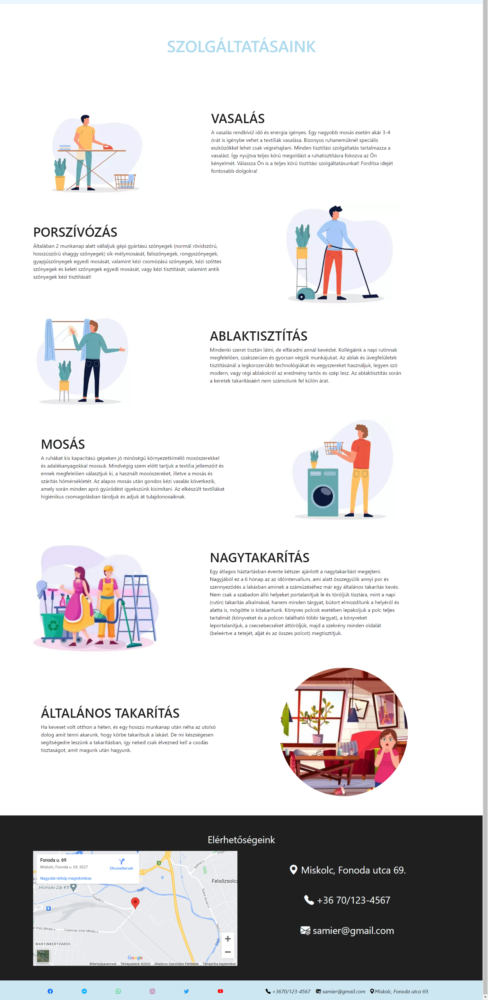 SZOLGÁLTATÁSAINK
VASALÁS
A vasalás rendkívül idő és energia igényes. Egy nagyobb mosás esetén akár 3-4
órát is igénybe vehet a textíliák vasalása. Bizonyos ruhaneműknél speciális
eszközökkel lehet csak végrehajtani. Minden tisztítási szolgáltatás tartalmazza a
vasalást. Így nyújtva teljes körű megoldást a ruhatisztításra fokozva az Ön
kényelmét. Válassza Ön is a teljes körű tisztítási szolgáltatásunkat! Fordítsa idejét
fontosabb dolgokra!
PORSZÍVÓZÁS
Általában 2 munkanap alatt vállaljuk gépi gyártású szőnyegek (normál rövidszőrű,
hosszúszőrű shaggy szőnyegek) sík-mélymosását, faliszőnyegek, rongyszőnyegek,
gyapjúszőnyegek egyedi mosását, valamint kézi csomózású szőnyegek, kézi szőttes
szőnyegek és keleti szőnyegek egyedi mosását, vagy kézi tisztítását, valamint antik
szőnyegek kézi tisztítását!
ABLAKTISZTÍTÁS
Mindenki szeret tisztán látni, de elfáradni annál kevésbé. Kollégáink a napi rutinnak
megfelelően, szakszerűen és gyorsan végzik munkájukat. Az ablak és üvegfelületek
tisztításánál a legkorszerűbb technológiákat és vegyszereket használjuk, legyen szó
modern, vagy régi ablakokról az eredmény tartós és szép lesz. Az ablaktisztítás során
a keretek takarításáért nem számolunk fel külön árat.
MOSÁS
A ruhákat kis kapacitású gépeken jó minőségű környezetkímélő mosószerekkel
és adalékanyagokkal mossuk. Mindvégig szem előtt tartjuk a textília jellemzőit és
ennek megfelelően választjuk ki, a használt mosószereket, illetve a mosás és
szárítás hőmérsékletét. Az alapos mosás után gondos kézi vasalás következik,
amely során minden apró gyűrődést igyekszünk kisimítani. Az elkészült textíliákat
higiénikus csomagolásban tároljuk és adjuk át tulajdonosaiknak.
NAGYTAKARÍTÁS
Egy átlagos háztartásban évente kétszer ajánlott a nagytakarítást megejteni.
Nagyjából ez a 6 hónap az az időintervallum, ami alatt összegyűlik annyi por és
szennyeződés a lakásban aminek a száműzéséhez már egy általános takarítás kevés.
Nem csak a szabadon álló helyeket portalanítjuk le és töröljük tisztára, mint a napi
(rutin) takarítás alkalmával, hanem minden tárgyat, bútort elmozdítunk a helyéről és
alatta is, mögötte is kitakarítunk. Könyves polcok esetében lepakoljuk a polc teljes
tartalmát (könyveket és a polcon található többi tárgyat), a könyveket
leportalanítjuk, a csecsebecséket áttöröljük, majd a szekrény minden oldalát
(beleértve a tetejét, alját és az összes polcot) megtisztítjuk.
ÁLTALÁNOS TAKARÍTÁS
Ha keveset volt otthon a héten, és egy hosszú munkanap után néha az utolsó
dolog amit tenni akarunk, hogy körbe takarítsuk a lakást. De mi készségesen
segítségedre leszünk a takarításban, így neked csak élvezned kell a csodás
tisztaságot, amit magunk után hagyunk.
Elérhetőségeink
Fonoda u. 69
Miskolc, Fonoda u. 69, 3527
Útvonaltervek
Nagyobb térkép megtekintése
Homoki-Zár Kft
3
Kassai u.
Felsőzsolca
Sajó
Fonoda u.
Szent István u.
Mihály u
Csokonai Vitéz Mihály u
Sajó u.
Sajó
MARTINKERTVÁROS
Google
Billentyűparancsok Térképadatok ©2023 Általános Szerződési Feltételek Térképhiba bejelentése
Miskolc, Fonoda utca 69.
+36 70/123-4567
samier@gmail.com
+3670/123-4567 samier@gmail.com Miskolc, Fonoda utca 69.